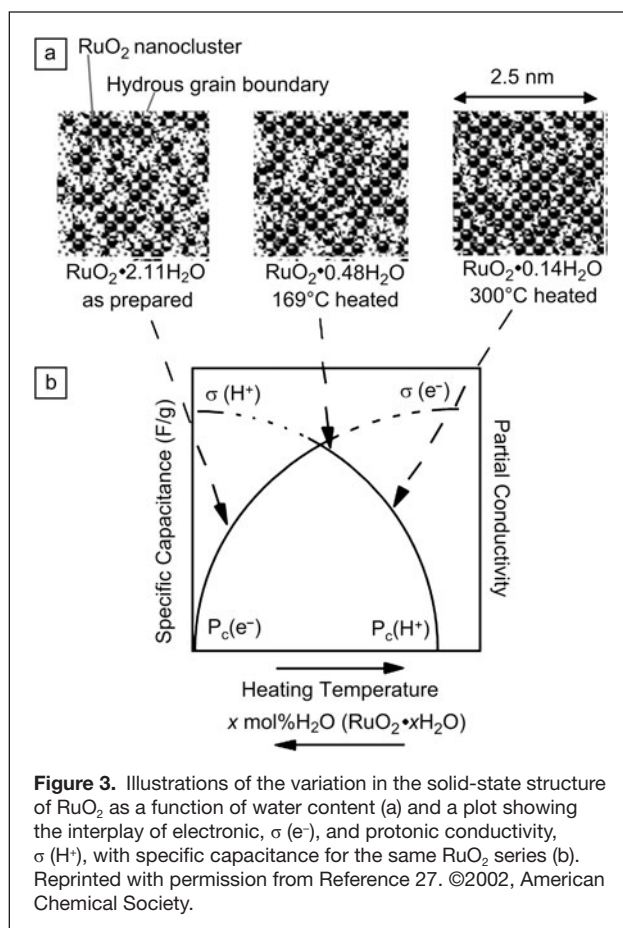 a
RuO₂ nanocluster
Hydrous grain boundary
2.5 nm
RuO₂•2.11H₂O
as prepared
RuO₂•0.48H₂O
169°C heated
RuO₂•0.14H₂O
300°C heated
b
σ (H⁺)
σ (e⁻)
Specific Capacitance (F/g)
Partial Conductivity
P꜀(e⁻)
P꜀(H⁺)
Heating Temperature
x mol%H₂O (RuO₂•xH₂O)
Figure 3. Illustrations of the variation in the solid-state structure
of RuO₂ as a function of water content (a) and a plot showing
the interplay of electronic, σ (e⁻), and protonic conductivity,
σ (H⁺), with specific capacitance for the same RuO₂ series (b).
Reprinted with permission from Reference 27. ©2002, American
Chemical Society.